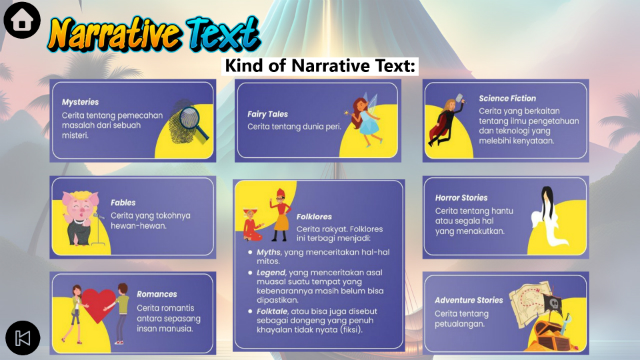 Narrative Text
Kind of Narrative Text:
Mysteries
Cerita tentang pemecahan
masalah dari sebuah
misteri.
Fairy Tales
Cerita tentang dunia peri.
Science Fiction
Cerita yang berkaitan
tentang ilmu pengetahuan
dan teknologi yang
melebihi kenyataan.
Fables
Cerita yang tokohnya
hewan-hewan.
Folklores
Cerita rakyat. Folklores
ini terbagi menjadi:
• Myths, yang menceritakan hal-hal
mitos.
• Legend, yang menceritakan asal
muasal suatu tempat yang
kebenarannya masih belum bisa
dipastikan.
• Folktale, atau bisa juga disebut
sebagai dongeng yang penuh
khayalan tidak nyata (fiksi).
Horror Stories
Cerita tentang hantu
atau segala hal
yang menakutkan.
Romances
Cerita romantis
antara sepasang
insan manusia.
Adventure Stories
Cerita tentang
petualangan.